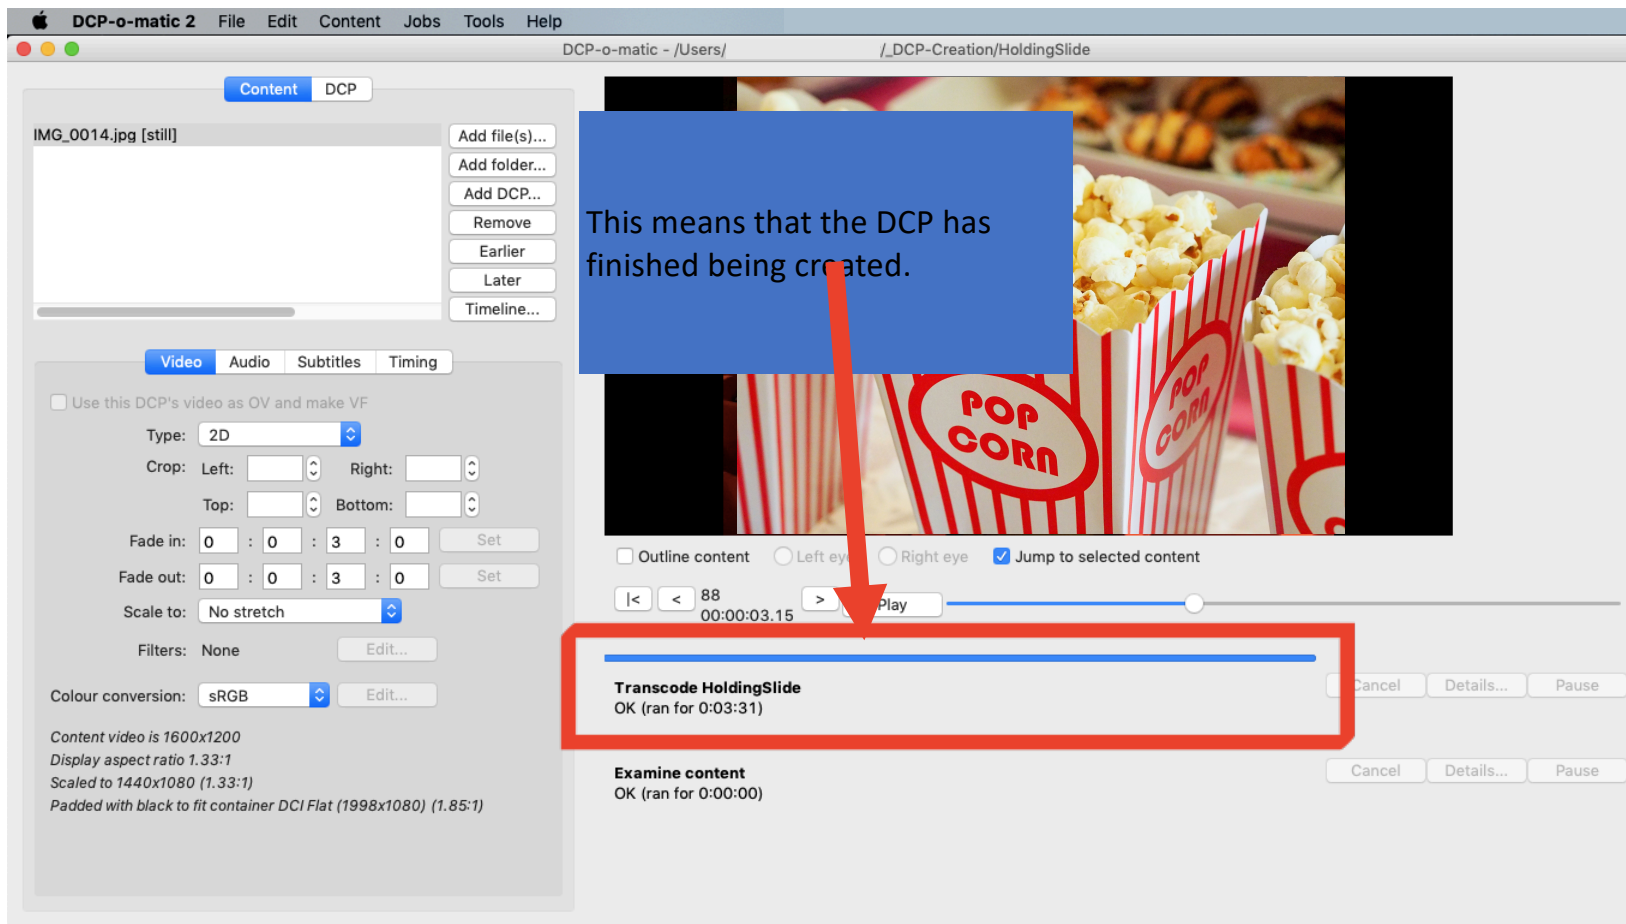 DCP-o-matic 2 File Edit Content Jobs Tools Help
DCP-o-matic - /Users/ /_DCP-Creation/HoldingSlide
Content DCP
IMG_0014.jpg [still]
Add file(s)...
Add folder...
Add DCP...
Remove
Earlier
Later
Timeline...
Video Audio Subtitles Timing
Use this DCP's video as OV and make VF
Type: 2D
Crop: Left: Right:
Top: Bottom:
Fade in: 0 : 0 : 3 : 0 Set
Fade out: 0 : 0 : 3 : 0 Set
Scale to: No stretch
Filters: None Edit...
Colour conversion: sRGB Edit...
Content video is 1600x1200
Display aspect ratio 1.33:1
Scaled to 1440x1080 (1.33:1)
Padded with black to fit container DCI Flat (1998x1080) (1.85:1)
This means that the DCP has
finished being created.
POP
CORN
POP
CORN
Outline content Left eye Right eye Jump to selected content
|< < 88 > Play
00:00:03.15
Transcode HoldingSlide
OK (ran for 0:03:31)
Cancel Details... Pause
Examine content
OK (ran for 0:00:00)
Cancel Details... Pause